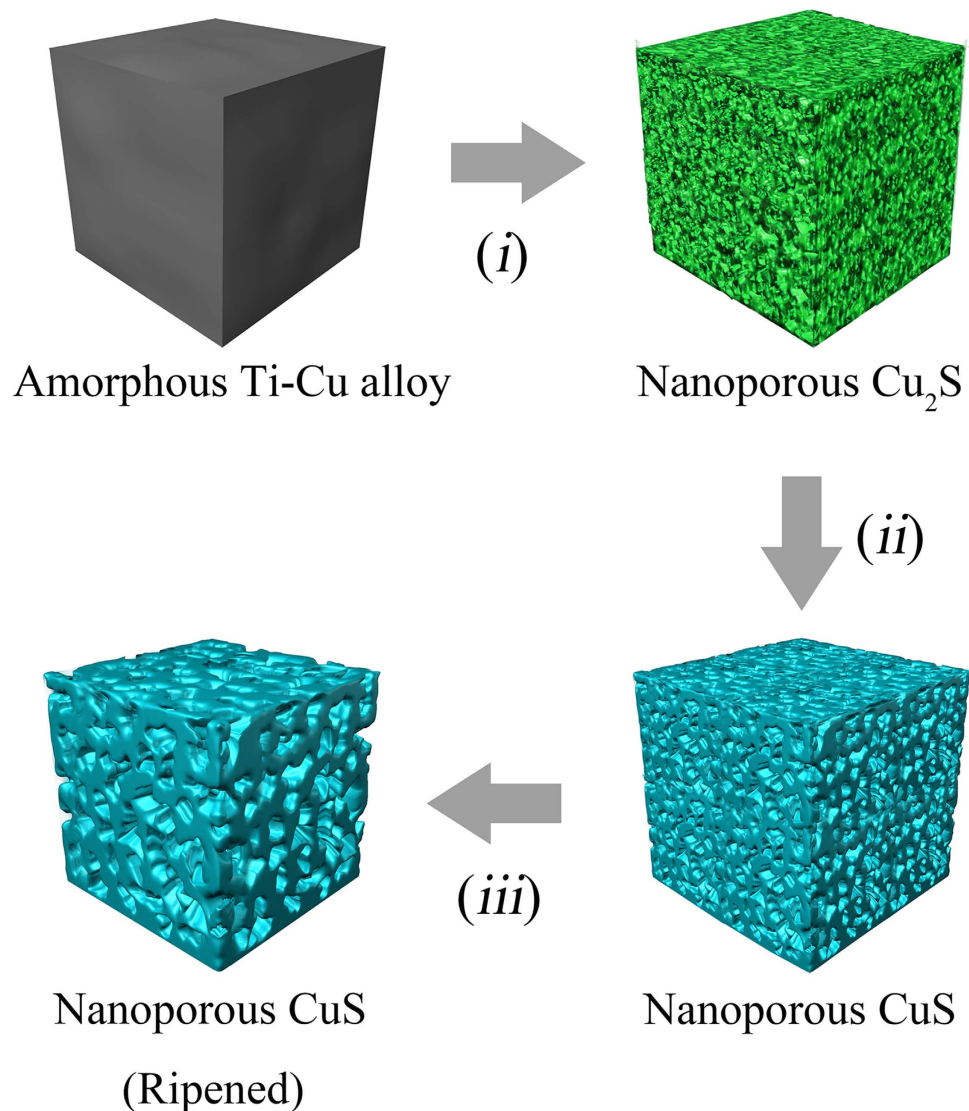 (i)
Amorphous Ti-Cu alloy
Nanoporous Cu₂S
(ii)
(iii)
Nanoporous CuS
(Ripened)
Nanoporous CuS